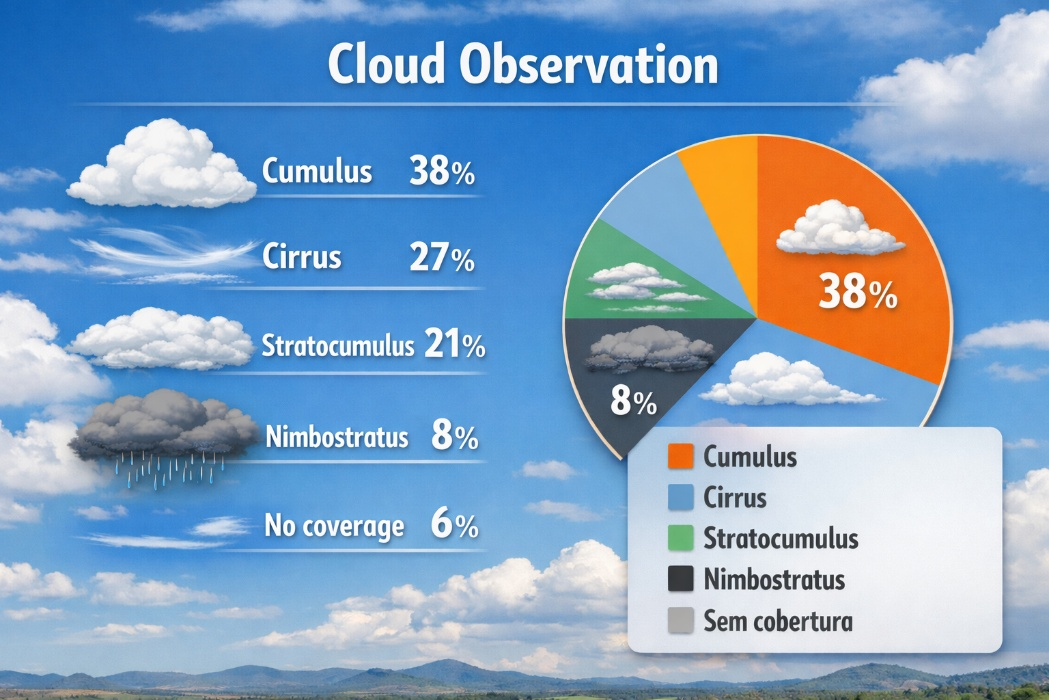 Cloud Observation
Cumulus 38%
Cirrus 27%
Stratocumulus 21%
Nimbostratus 8%
No coverage 6%
38%
8%
Cumulus
Cirrus
Stratocumulus
Nimbostratus
Sem cobertura